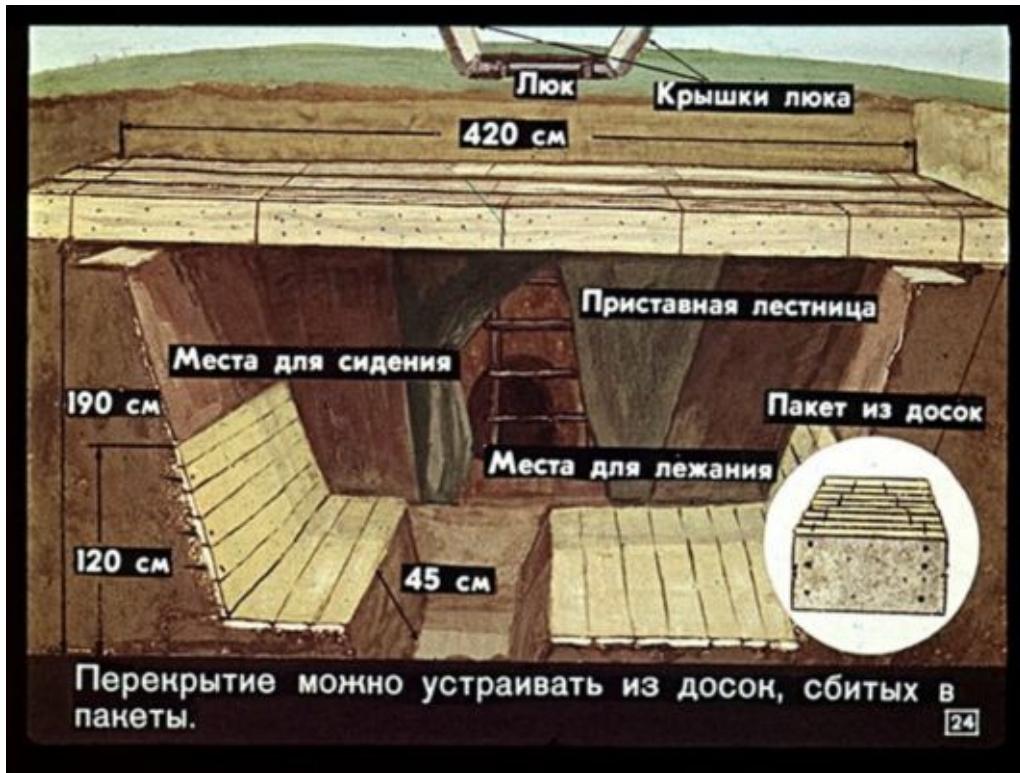 Люк
Крышки люка
420 см
Приставная лестница
Места для сидения
190 см
Пакет из досок
Места для лежания
120 см
45 см
Перекрытие можно устраивать из досок, сбитых в
пакеты.
24